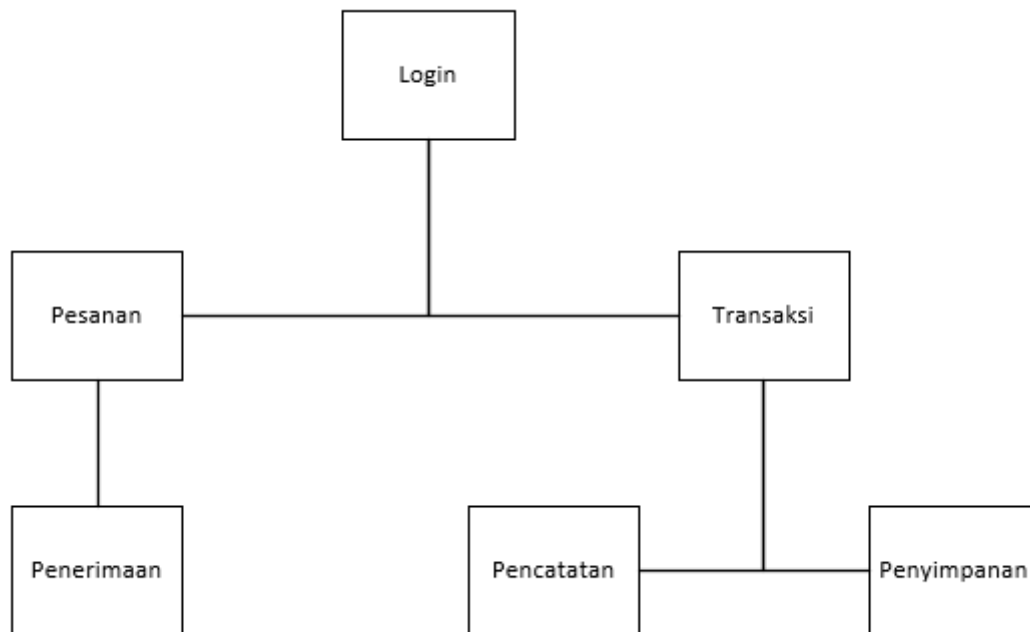 Login
Pesanan
Transaksi
Penerimaan
Pencatatan
Penyimpanan